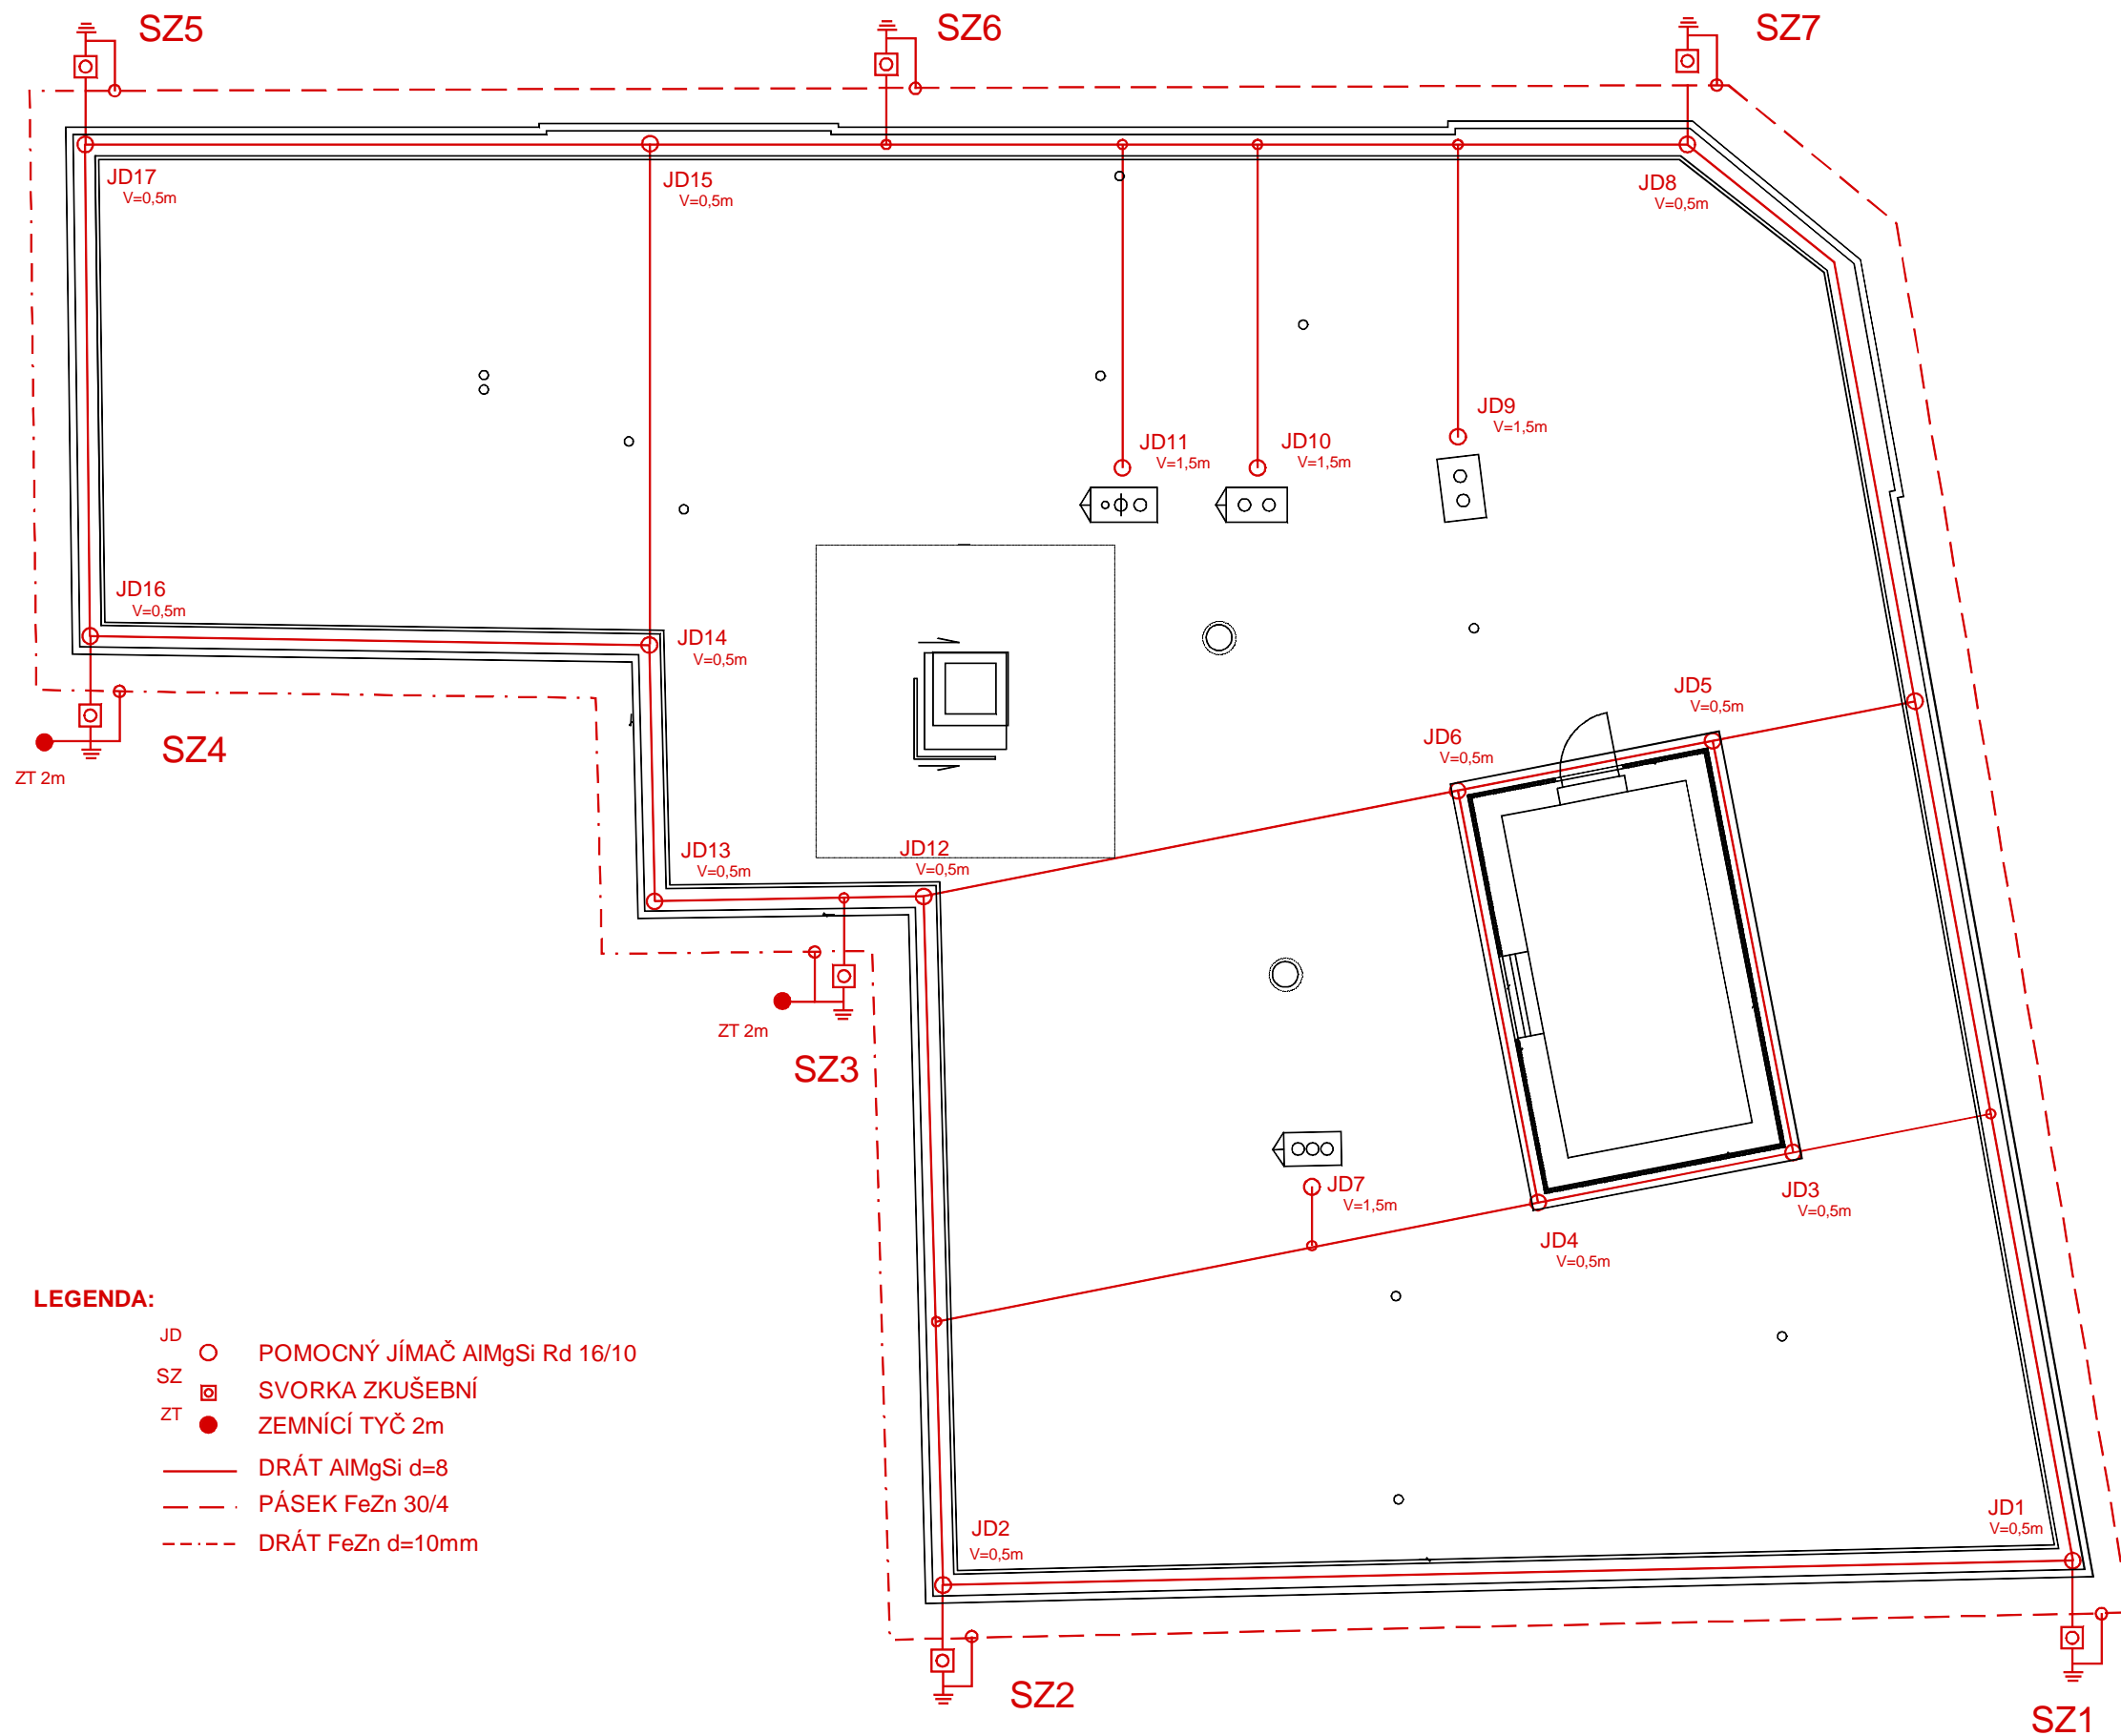 SZ5
SZ6
SZ7
JD17
V=0,5m
JD15
V=0,5m
JD8
V=0,5m
JD9
V=1,5m
JD11
V=1,5m
JD10
V=1,5m
JD16
V=0,5m
JD14
V=0,5m
JD5
V=0,5m
JD6
V=0,5m
SZ4
ZT 2m
JD13
V=0,5m
JD12
V=0,5m
ZT 2m
SZ3
JD7
V=1,5m
JD3
V=0,5m
JD4
V=0,5m
LEGENDA:
JD
POMOCNÝ JÍMAČ AlMgSi Rd 16/10
SZ
SVORKA ZKUŠEBNÍ
ZT
ZEMNÍCÍ TYČ 2m
DRÁT AlMgSi d=8
PÁSEK FeZn 30/4
DRÁT FeZn d=10mm
JD2
V=0,5m
JD1
V=0,5m
SZ2
SZ1